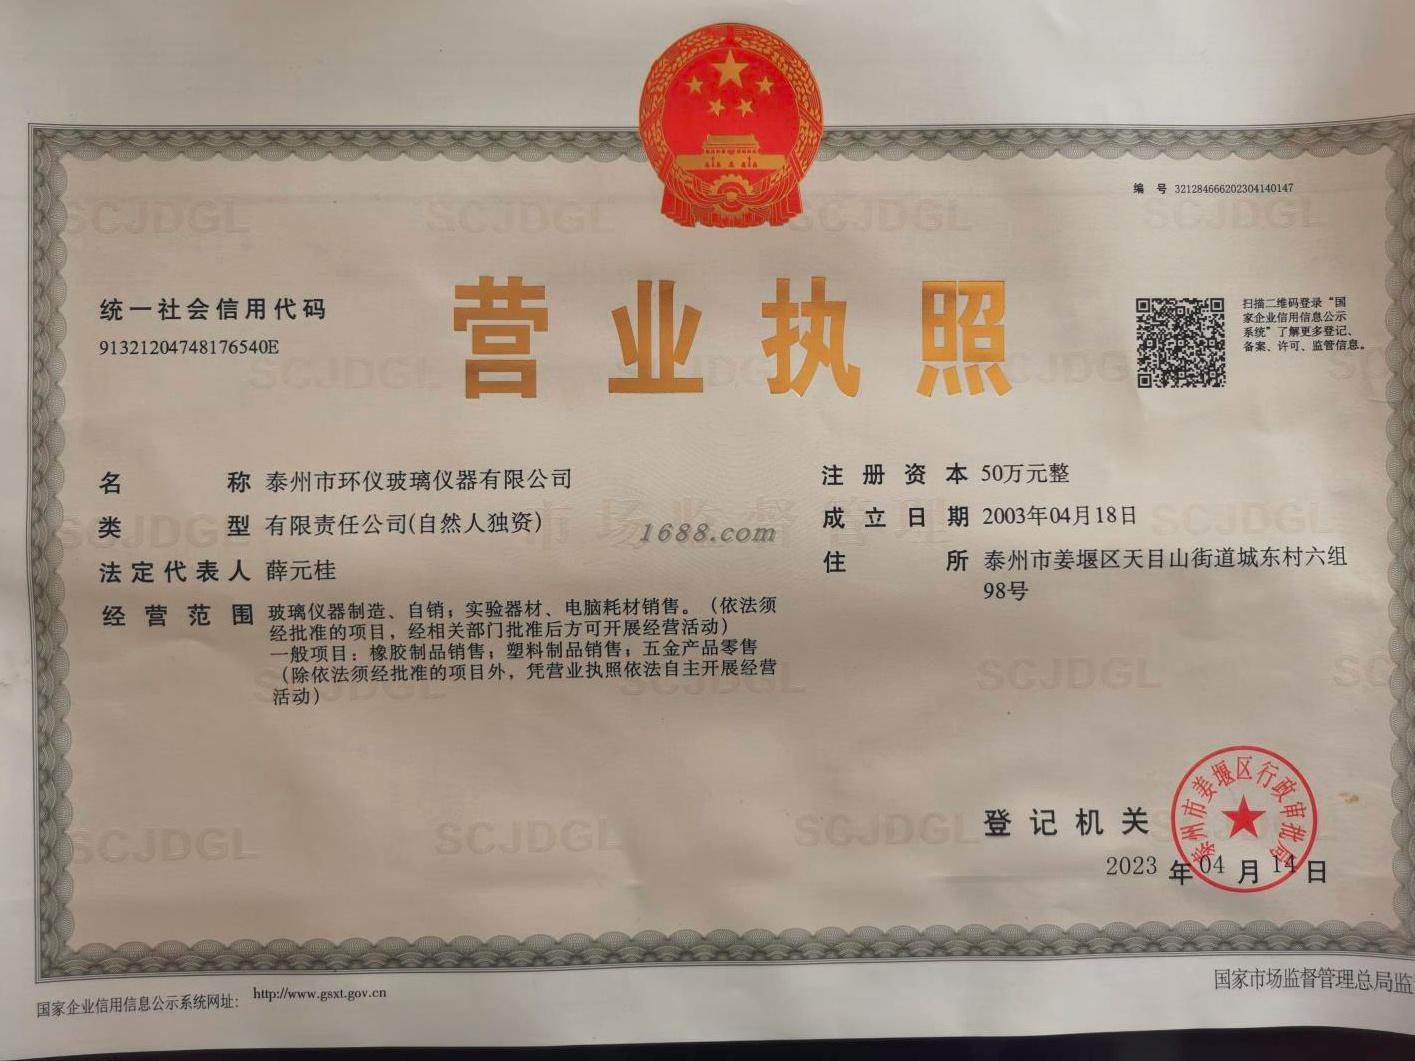 编 号 321284666202304140147
营业执照
统一社会信用代码
91321204748176540E
扫描二维码登录“国
家企业信用信息公示
系统”了解更多登记、
备案、许可、监管信息。
名 称 泰州市环仪玻璃仪器有限公司
类 型 有限责任公司(自然人独资)
法定代表人 薛元桂
经营范围 玻璃仪器制造、自销；实验器材、电脑耗材销售。（依法须
经批准的项目，经相关部门批准后方可开展经营活动）
一般项目：橡胶制品销售；塑料制品销售；五金产品零售
（除依法须经批准的项目外，凭营业执照依法自主开展经营
活动）
注册资本 50万元整
成立日期 2003年04月18日
住 所 泰州市姜堰区天目山街道城东村六组
98号
市场监督管理
1688.com
SCJDGL
登记机关
泰州市姜堰区行政审批局
2023 年 04 月 14 日
国家企业信用信息公示系统网址： http://www.gsxt.gov.cn
国家市场监督管理总局监